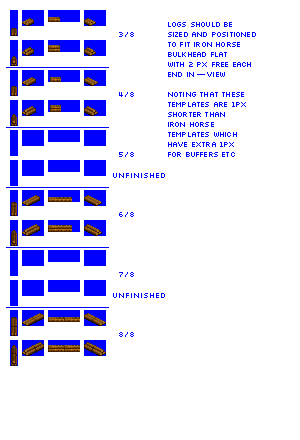 LOGS SHOULD BE
SIZED AND POSITIONED
TO FIT IRON HORSE
BULKHEAD FLAT
WITH 2 PX FREE EACH
END IN -- VIEW
NOTING THAT THESE
TEMPLATES ARE 1PX
SHORTER THAN
IRON HORSE
TEMPLATES WHICH
HAVE EXTRA 1PX
FOR BUFFERS ETC
3/8
4/8
5/8
UNFINISHED
6/8
7/8
UNFINISHED
8/8